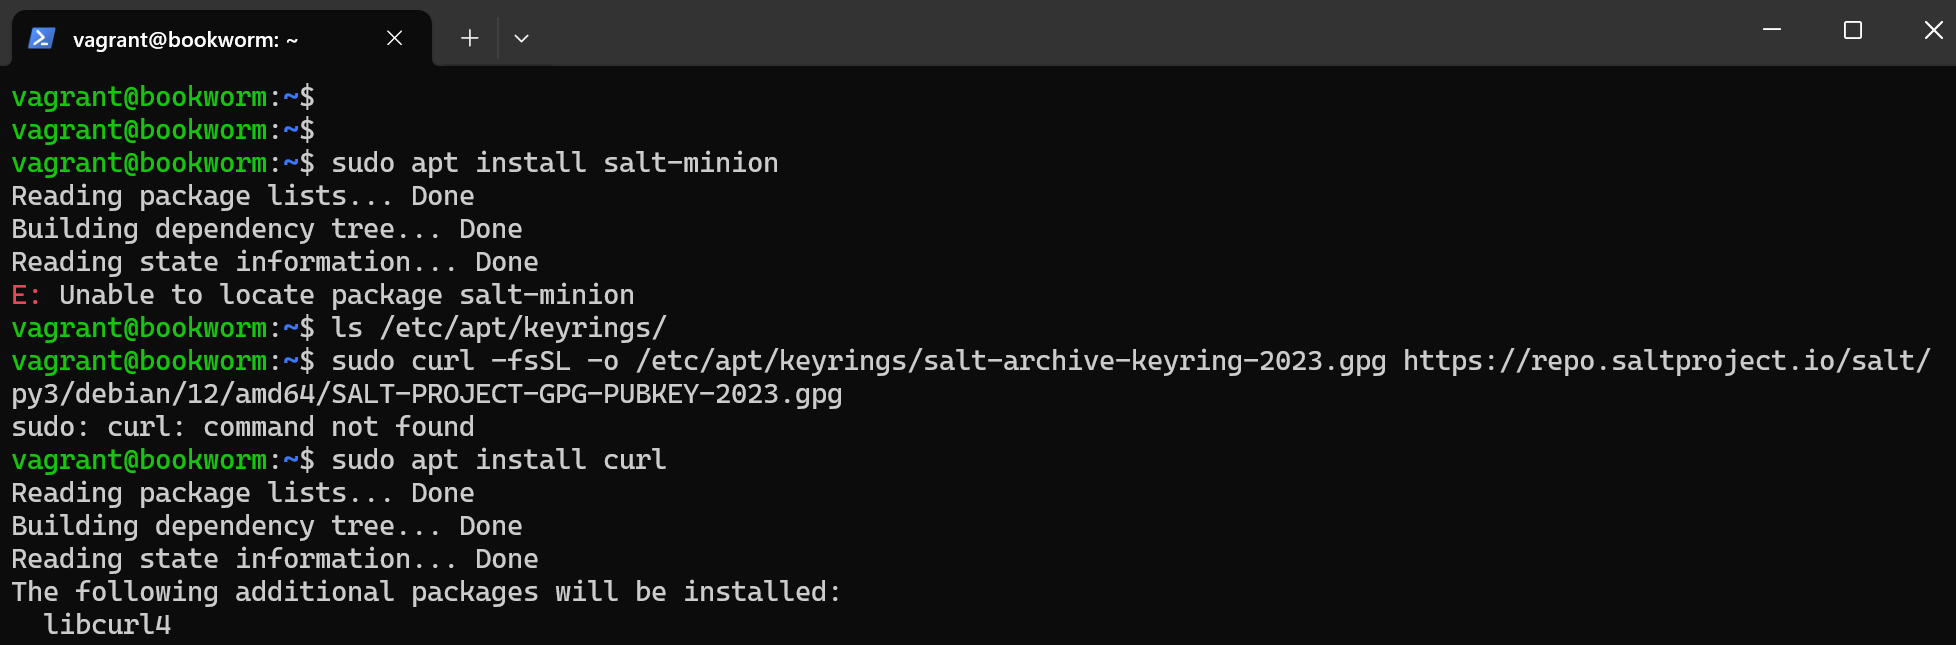 vagrant@bookworm: ~
vagrant@bookworm:~$
vagrant@bookworm:~$
vagrant@bookworm:~$ sudo apt install salt-minion
Reading package lists... Done
Building dependency tree... Done
Reading state information... Done
E: Unable to locate package salt-minion
vagrant@bookworm:~$ ls /etc/apt/keyrings/
vagrant@bookworm:~$ sudo curl -fsSL -o /etc/apt/keyrings/salt-archive-keyring-2023.gpg https://repo.saltproject.io/salt/
py3/debian/12/amd64/SALT-PROJECT-GPG-PUBKEY-2023.gpg
sudo: curl: command not found
vagrant@bookworm:~$ sudo apt install curl
Reading package lists... Done
Building dependency tree... Done
Reading state information... Done
The following additional packages will be installed:
  libcurl4